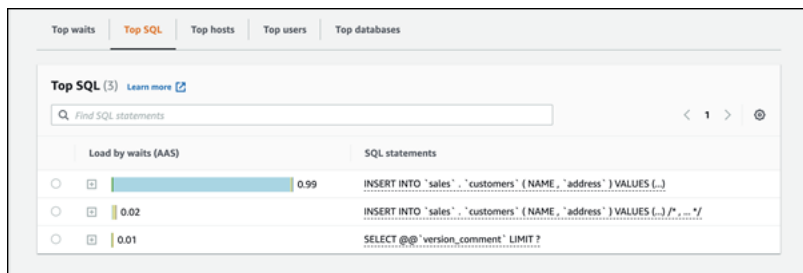 Top waits Top SQL Top hosts Top users Top databases
Top SQL (3) Learn more
Find SQL statements < 1 >
Load by waits (AAS) SQL statements
0.99 INSERT INTO `sales` . `customers` ( NAME , `address` ) VALUES (...)
0.02 INSERT INTO `sales` . `customers` ( NAME , `address` ) VALUES (...) /* , ... */
0.01 SELECT @@`version_comment` LIMIT ?